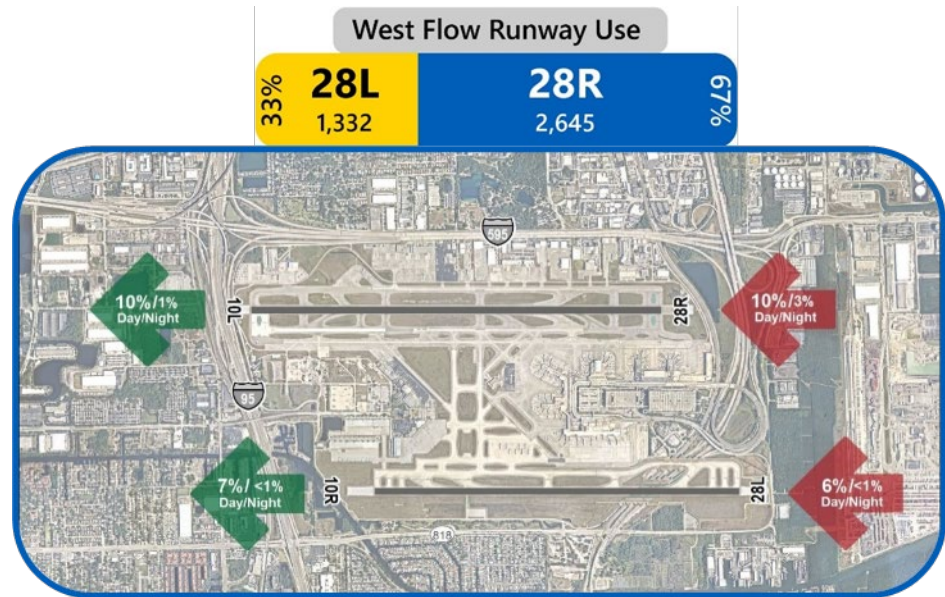 West Flow Runway Use
33%
28L
1,332
28R
2,645
67%
595
10%/1%
Day/Night
10L
28R
10%/3%
Day/Night
95
7%/ <1%
Day/Night
10R
28L
6%/<1%
Day/Night
818